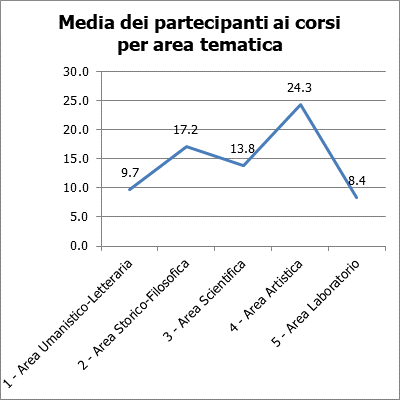 Media dei partecipanti ai corsi
per area tematica
30.0
25.0
20.0
15.0
10.0
5.0
0.0
9.7
17.2
13.8
24.3
8.4
1 - Area Umanistico-Letteraria
2 - Area Storico-Filosofica
3 - Area Scientifica
4 - Area Artistica
5 - Area Laboratorio